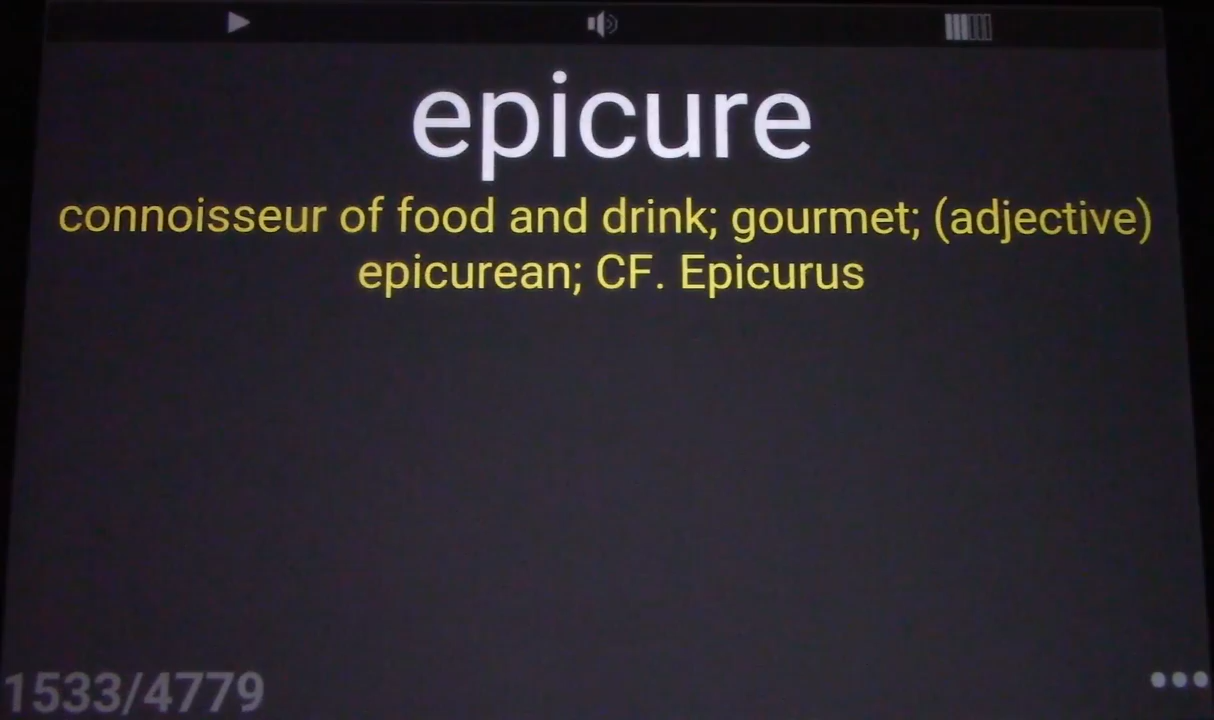 epicure
connoisseur of food and drink; gourmet; (adjective)
epicurean; CF. Epicurus
1533/4779